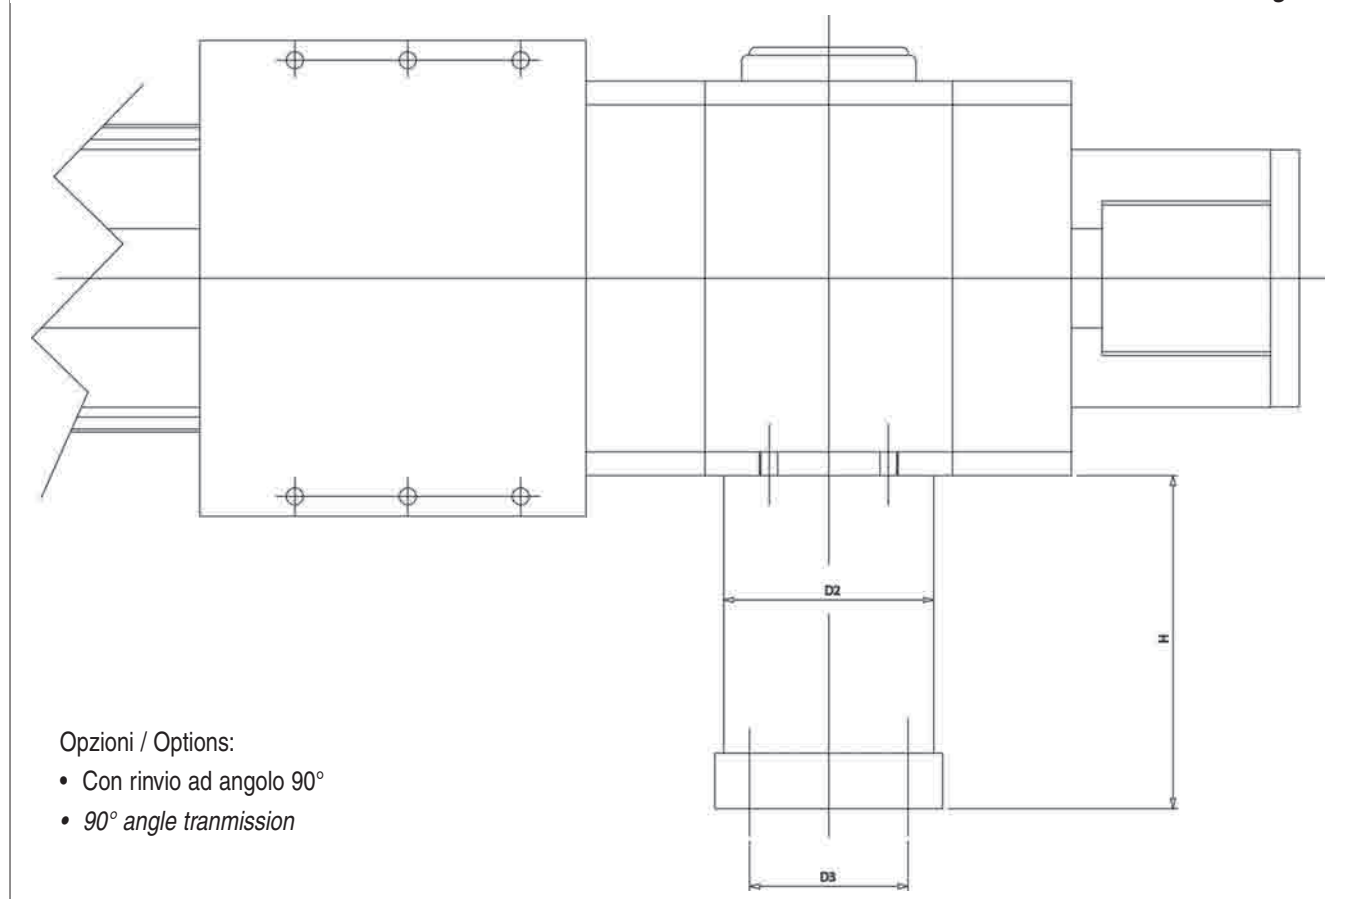 D2
H
Opzioni / Options:
• Con rinvio ad angolo 90°
• 90° angle tranmission
D3